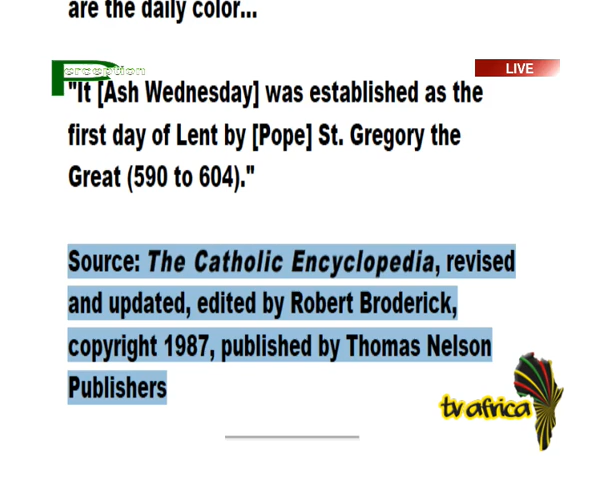 are the daily color...
Perception
LIVE
"It [Ash Wednesday] was established as the
first day of Lent by [Pope] St. Gregory the
Great (590 to 604)."
Source: The Catholic Encyclopedia, revised
and updated, edited by Robert Broderick,
copyright 1987, published by Thomas Nelson
Publishers
tv africa